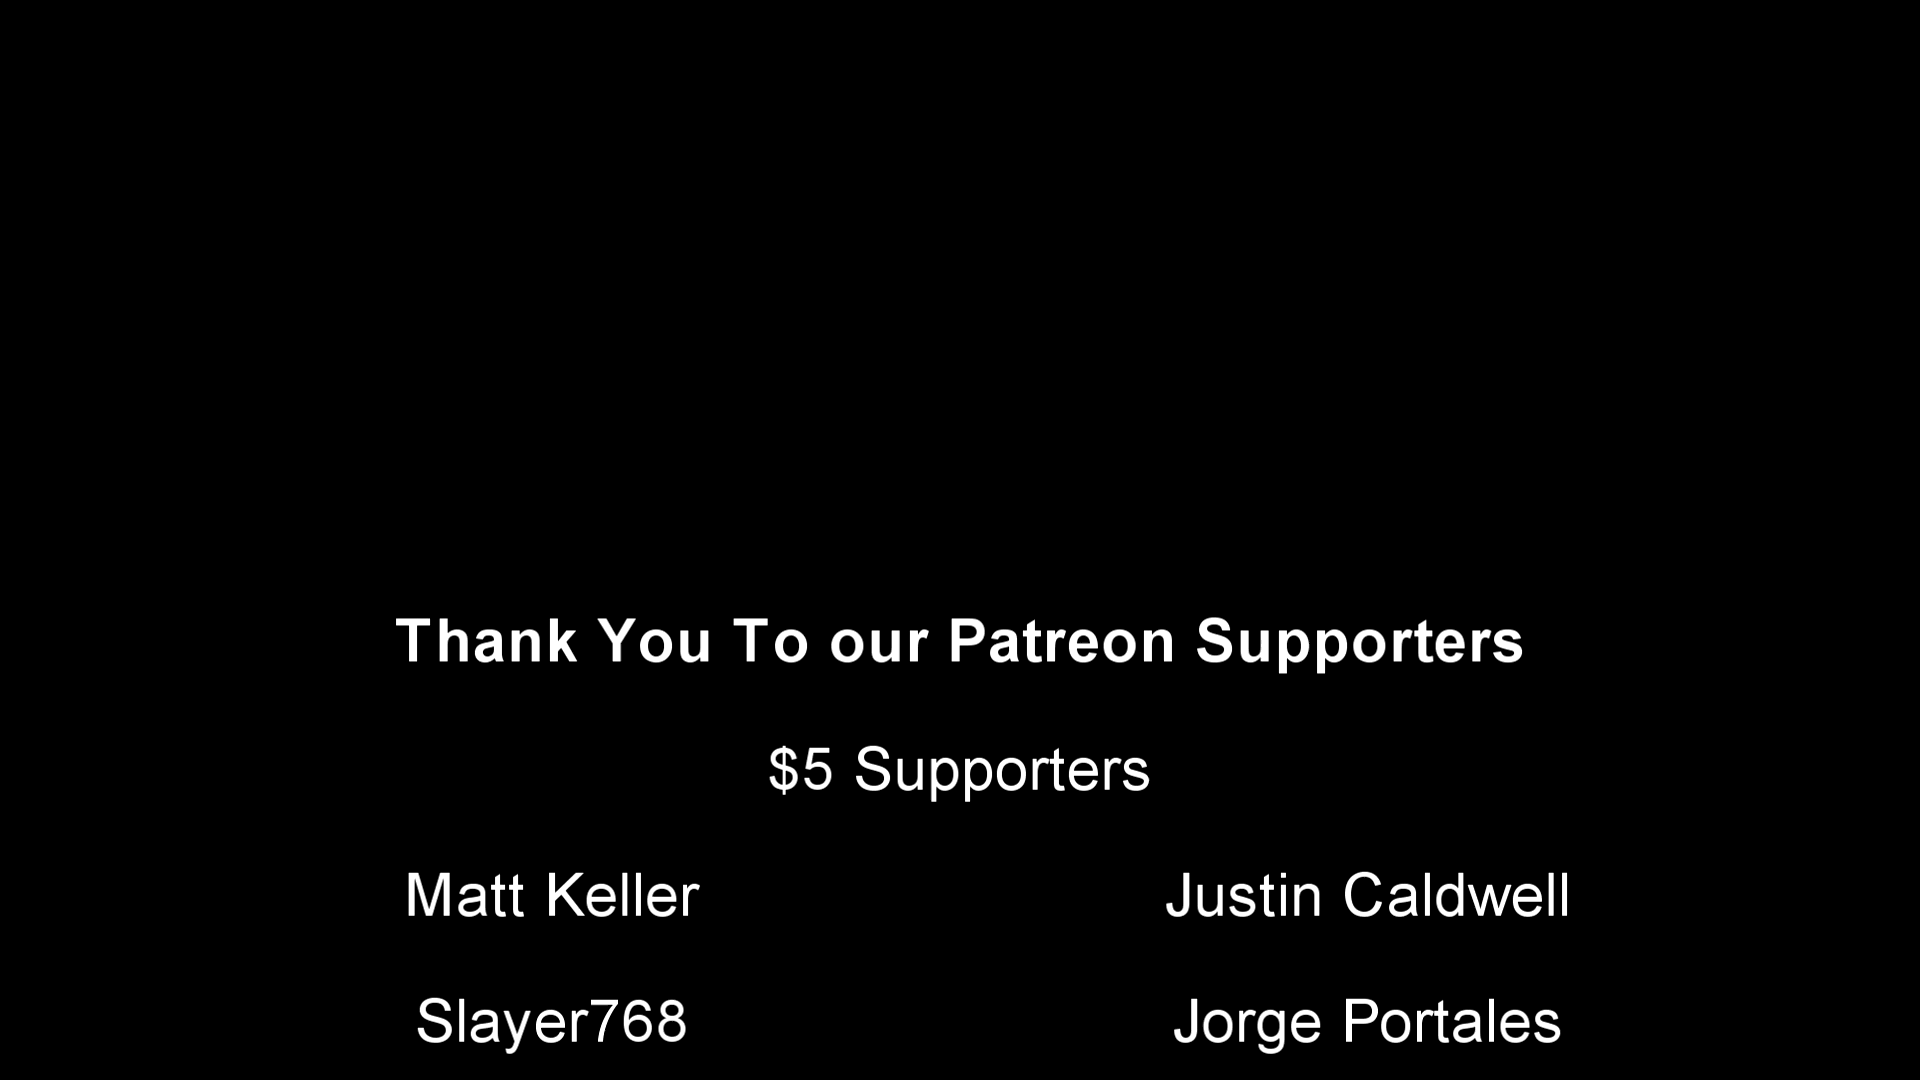 Thank You To our Patreon Supporters
$5 Supporters
Matt Keller Justin Caldwell
Slayer768 Jorge Portales